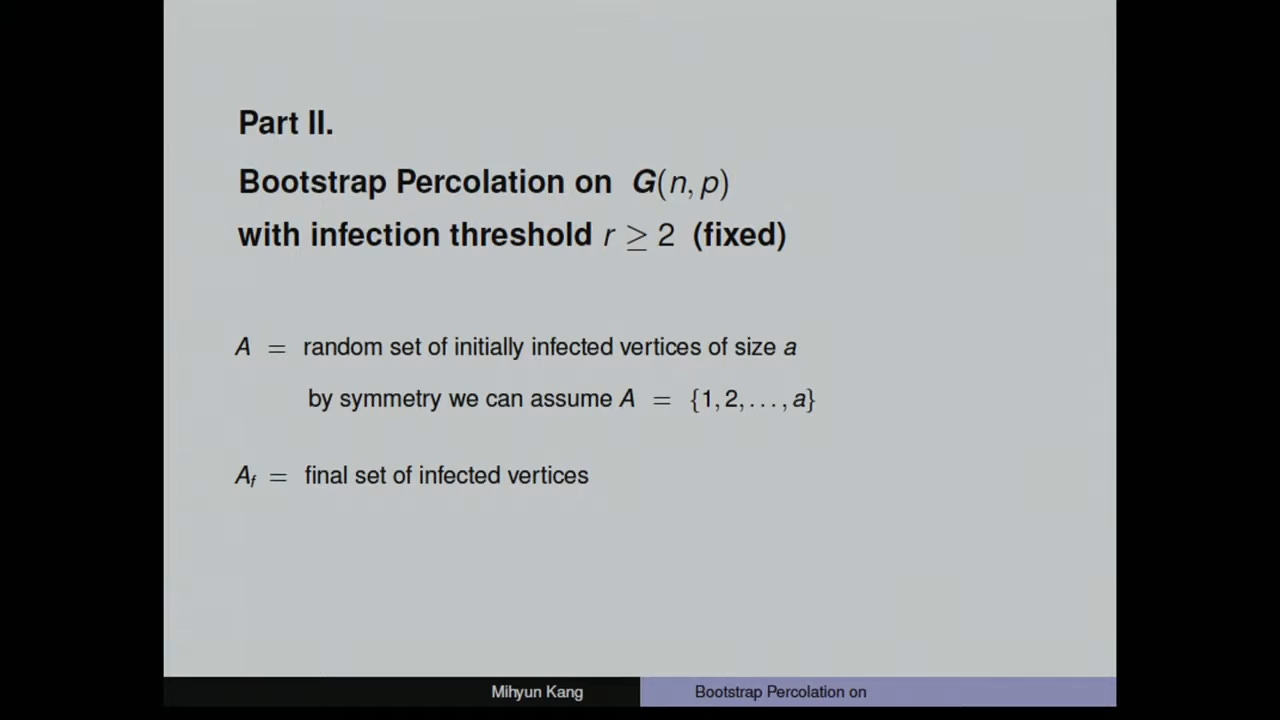 Part II.
Bootstrap Percolation on G(n, p)
with infection threshold r ≥ 2 (fixed)
A = random set of initially infected vertices of size a
by symmetry we can assume A = {1, 2, . . . , a}
A_f = final set of infected vertices
Mihyun Kang Bootstrap Percolation on